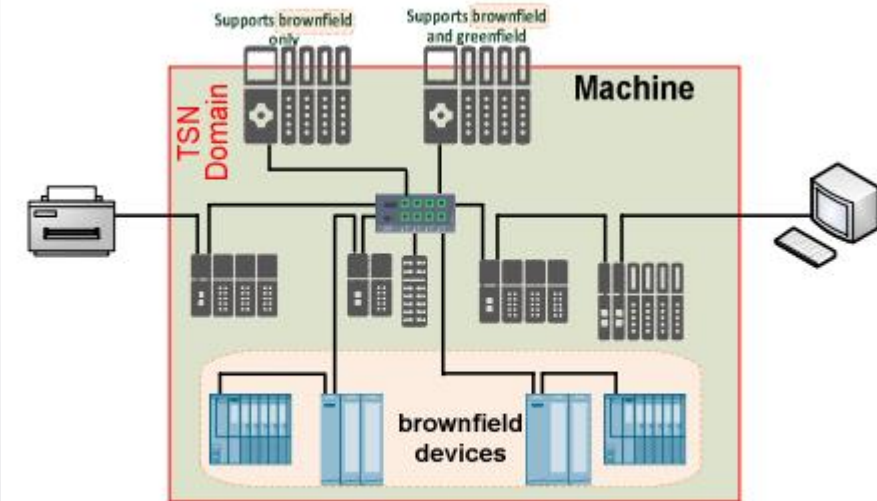 Supports brownfield
only
Supports brownfield
and greenfield
Machine
TSN
Domain
brownfield
devices